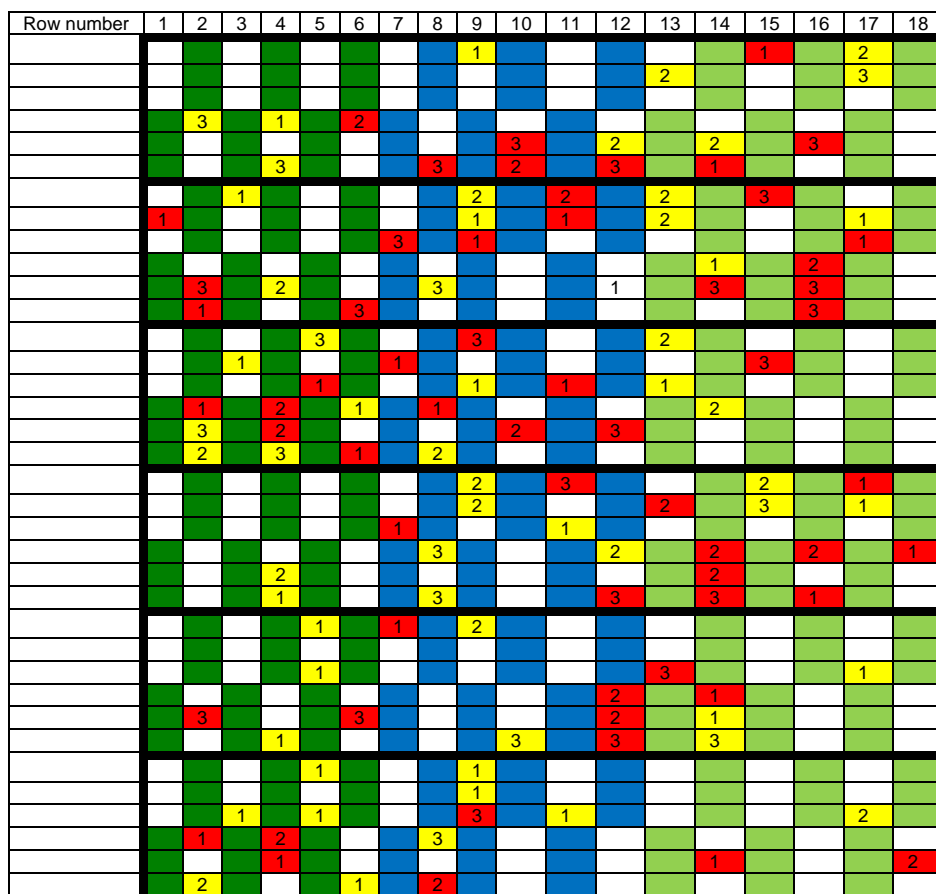 Row number 1 2 3 4 5 6 7 8 9 10 11 12 13 14 15 16 17 18
1 1 2
2 3
3 1 2
3 2 2 3
3 3 2 3 1
1 2 2 2 3
1 1 1 2 1
3 1 1
1 2
3 2 3 1 3 3
1 3 3
3 3 2
1 1 3
1 1 1 1
1 2 1 1 2
3 2 2 3
2 3 1 2
2 3 2 1
2 2 3 1
1 1
3 2 2 2 1
2 2
1 3 3 3 1
1 1 2
1 3 1
2 1
3 3 2 1
1 3 3 3
1 1
1
1 1 3 1 2
1 2 3
1 1 2
2 1 2